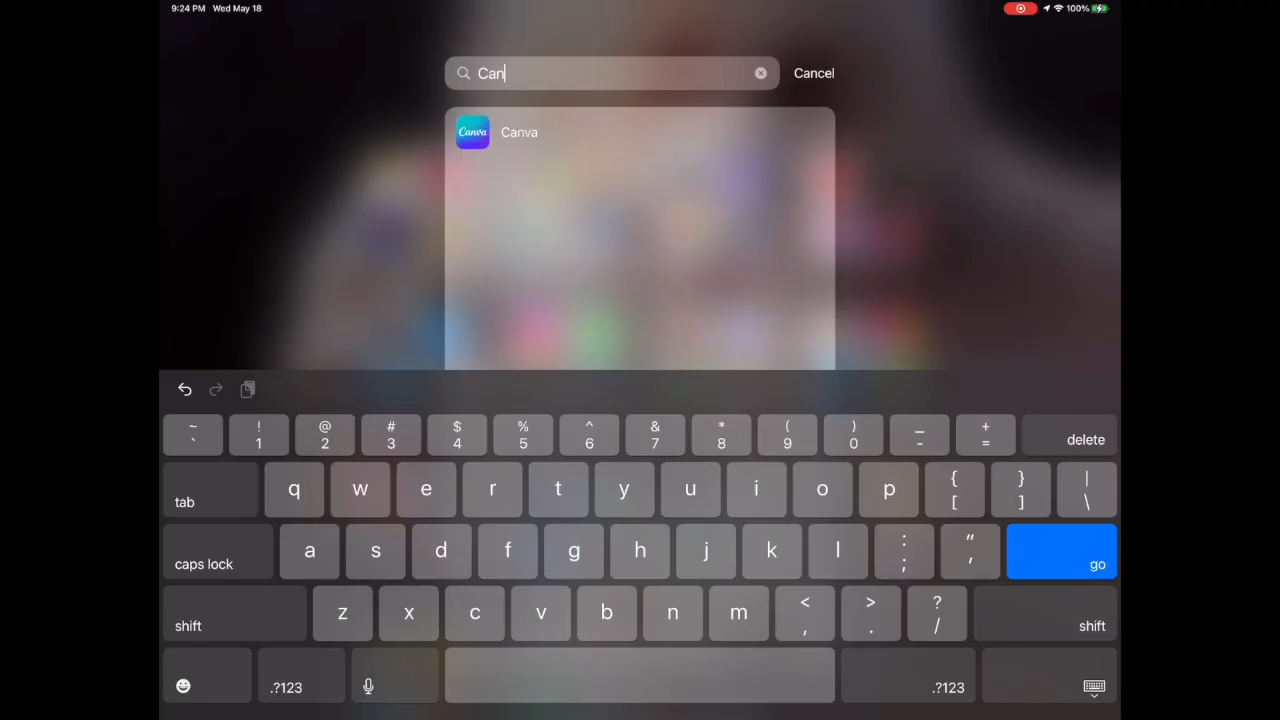 9:24 PM Wed May 18
100%
Can
Cancel
Canva
Canva
~ ! @ # $ % ^ & * ( ) _ +
` 1 2 3 4 5 6 7 8 9 0 - = delete
tab q w e r t y u i o p { [ } ] | \
caps lock a s d f g h j k l : ; " ' go
shift z x c v b n m < , > . ? / shift
.?123 .?123